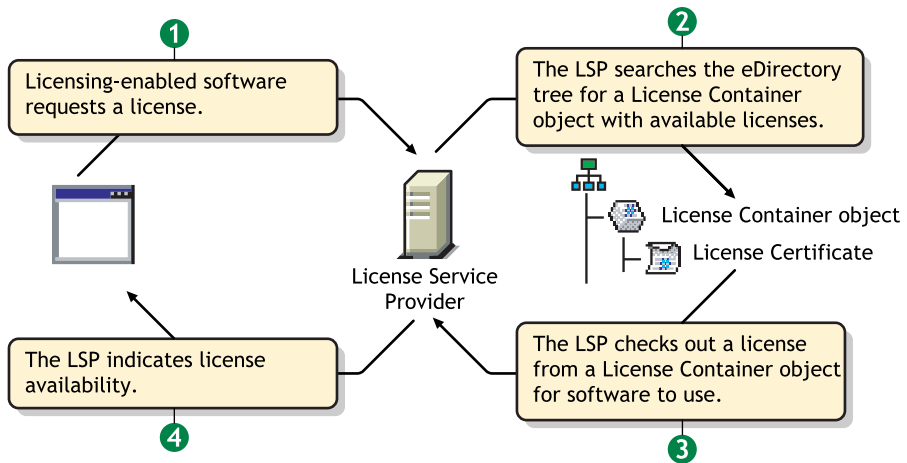 1
Licensing-enabled software
requests a license.
2
The LSP searches the eDirectory
tree for a License Container
object with available licenses.
License Container object
License Certificate
License Service
Provider
The LSP checks out a license
from a License Container object
for software to use.
3
The LSP indicates license
availability.
4